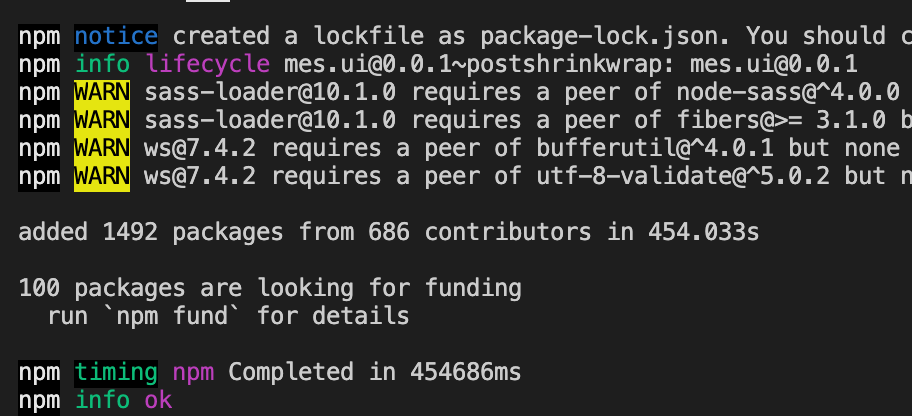 npm notice created a lockfile as package-lock.json. You should
npm info lifecycle mes.ui@0.0.1~postshrinkwrap: mes.ui@0.0.1
npm WARN sass-loader@10.1.0 requires a peer of node-sass@^4.0.0
npm WARN sass-loader@10.1.0 requires a peer of fibers@>= 3.1.0
npm WARN ws@7.4.2 requires a peer of bufferutil@^4.0.1 but none
npm WARN ws@7.4.2 requires a peer of utf-8-validate@^5.0.2 but
added 1492 packages from 686 contributors in 454.033s
100 packages are looking for funding
run `npm fund` for details
npm timing npm Completed in 454686ms
npm info ok